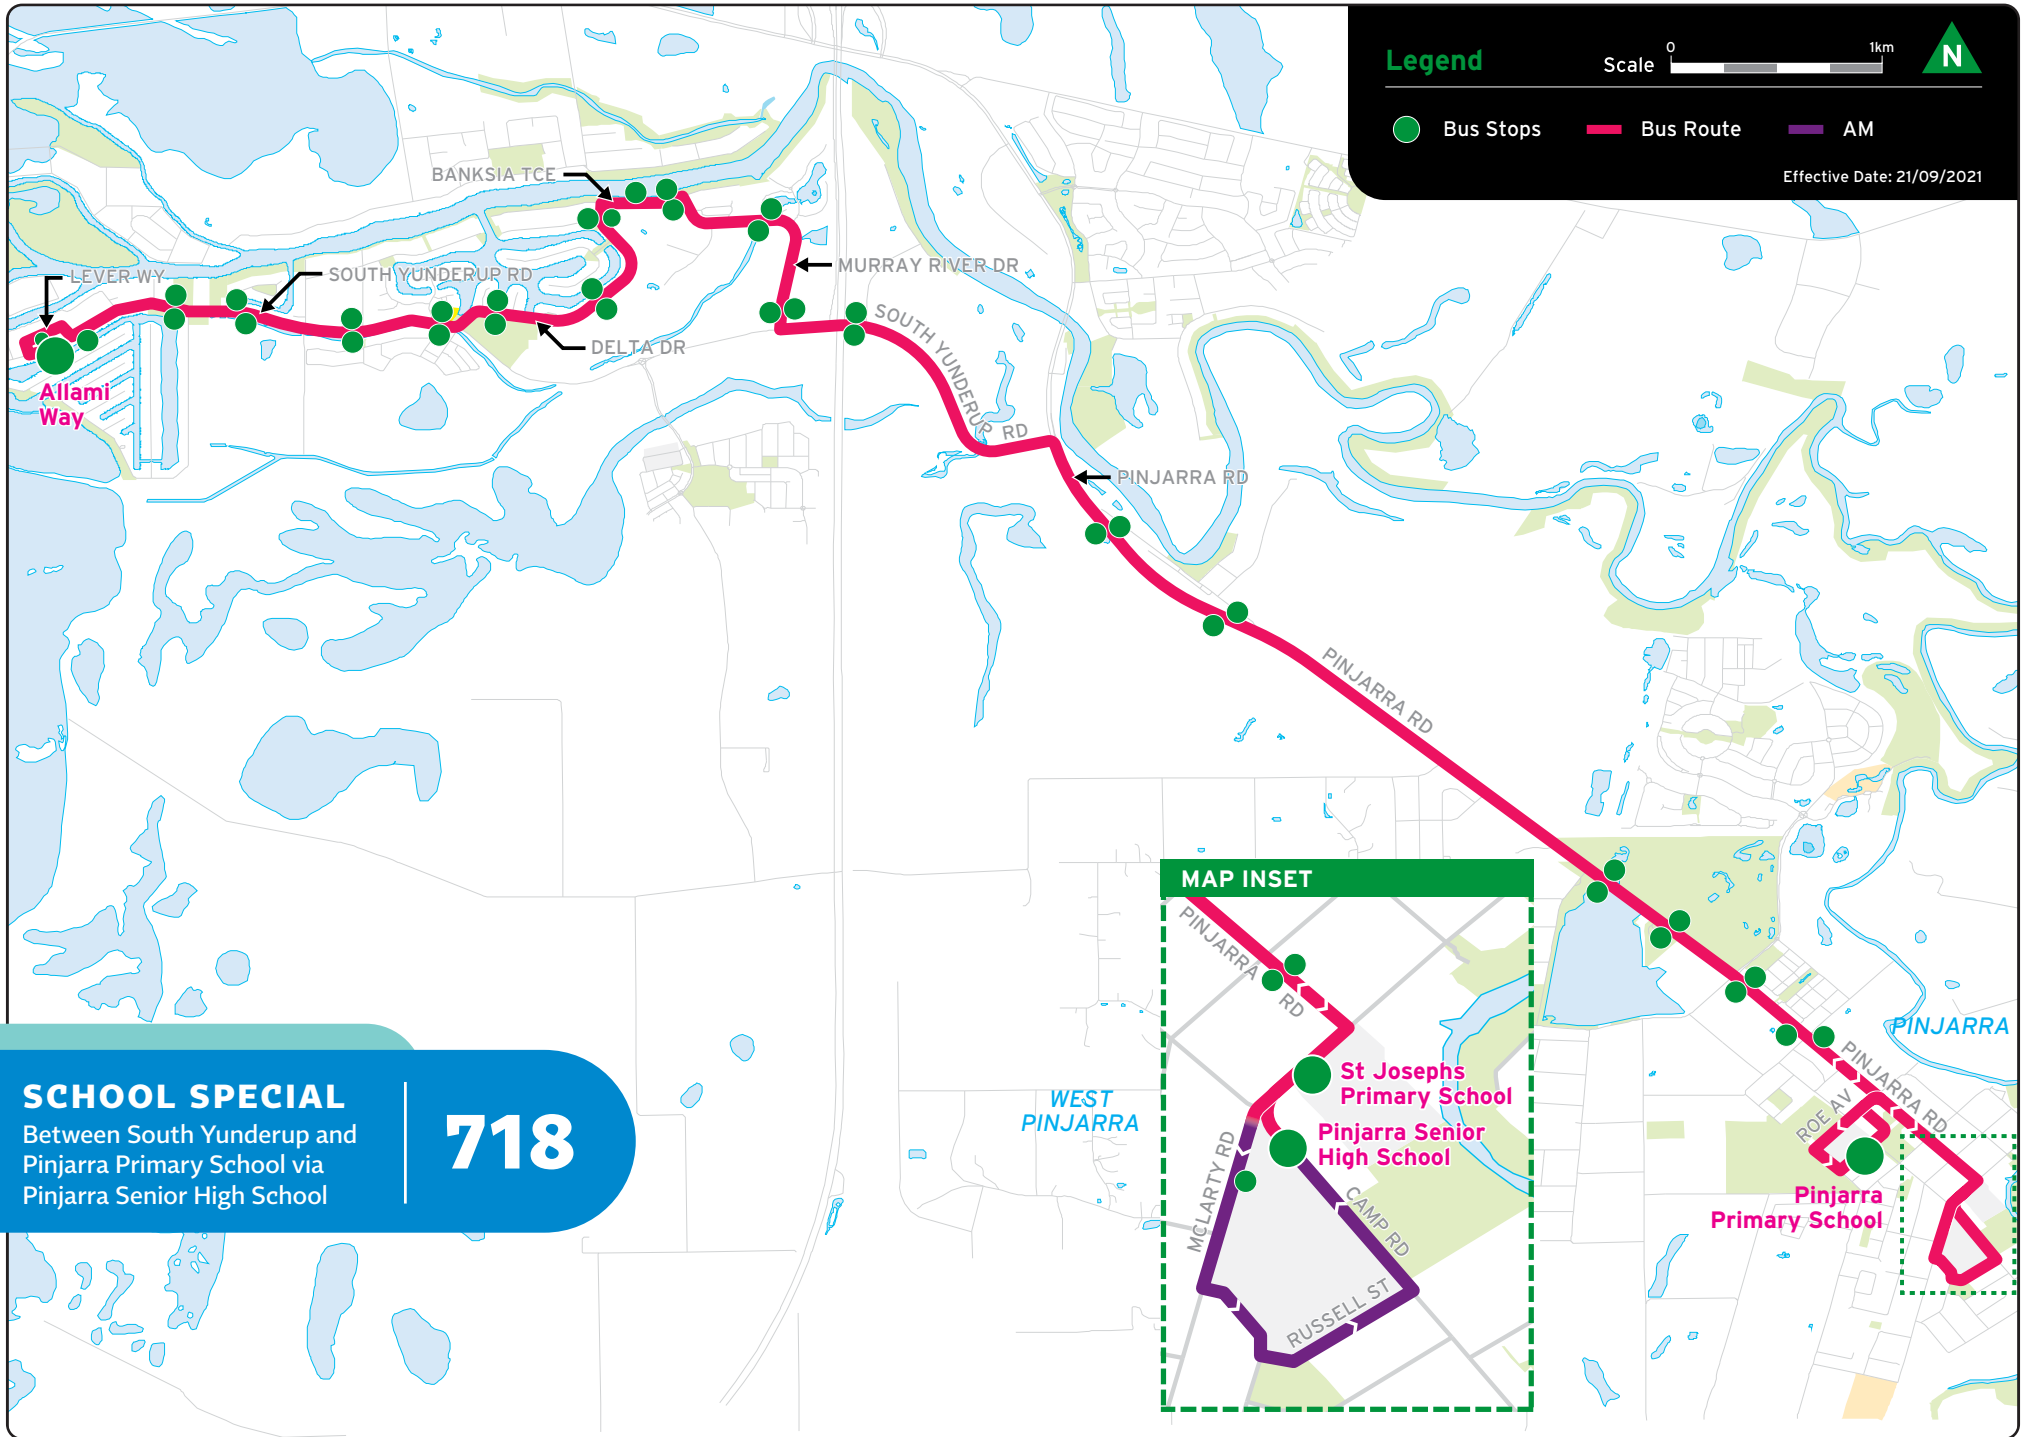 Legend
Scale
0
1km
N
Bus Stops
Bus Route
AM
Effective Date: 21/09/2021
BANKSIA TCE
LEVER WY
SOUTH YUNDERUP RD
MURRAY RIVER DR
DELTA DR
Allami
Way
SOUTH YUNDERUP RD
PINJARRA RD
PINJARRA RD
MAP INSET
PINJARRA RD
St Josephs
Primary School
Pinjarra Senior
High School
MCLARTY RD
CAMP RD
RUSSELL ST
WEST
PINJARRA
PINJARRA
PINJARRA RD
ROE AV
Pinjarra
Primary School
SCHOOL SPECIAL
Between South Yunderup and
Pinjarra Primary School via
Pinjarra Senior High School
718